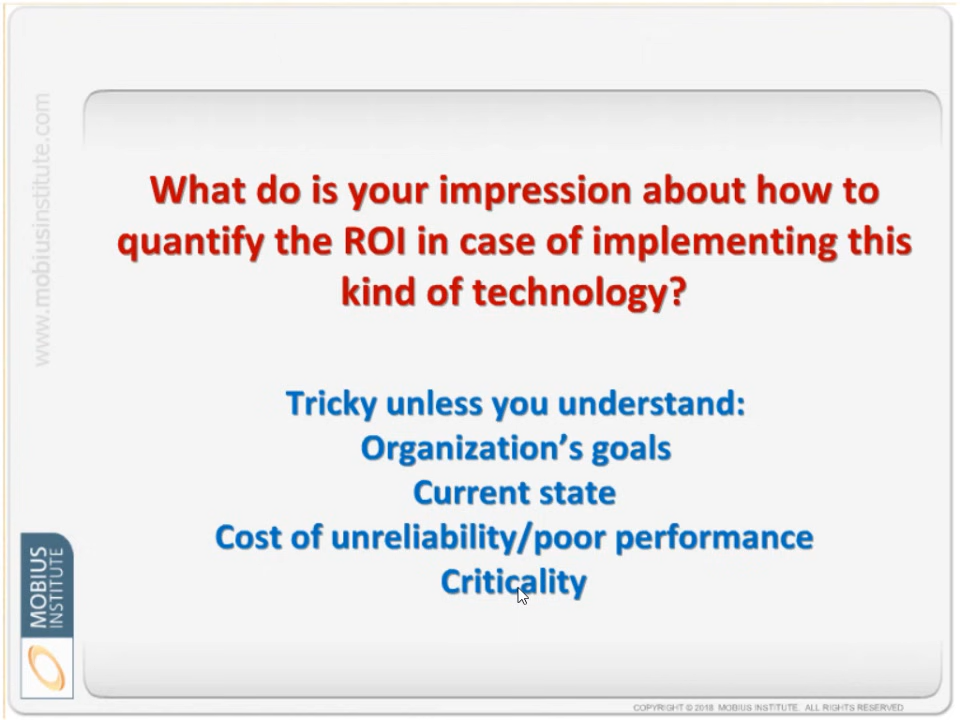 What do is your impression about how to
quantify the ROI in case of implementing this
kind of technology?
Tricky unless you understand:
Organization's goals
Current state
Cost of unreliability/poor performance
Criticality
www.mobiusinstitute.com
MOBIUS
INSTITUTE
COPYRIGHT © 2018 MOBIUS INSTITUTE. ALL RIGHTS RESERVED